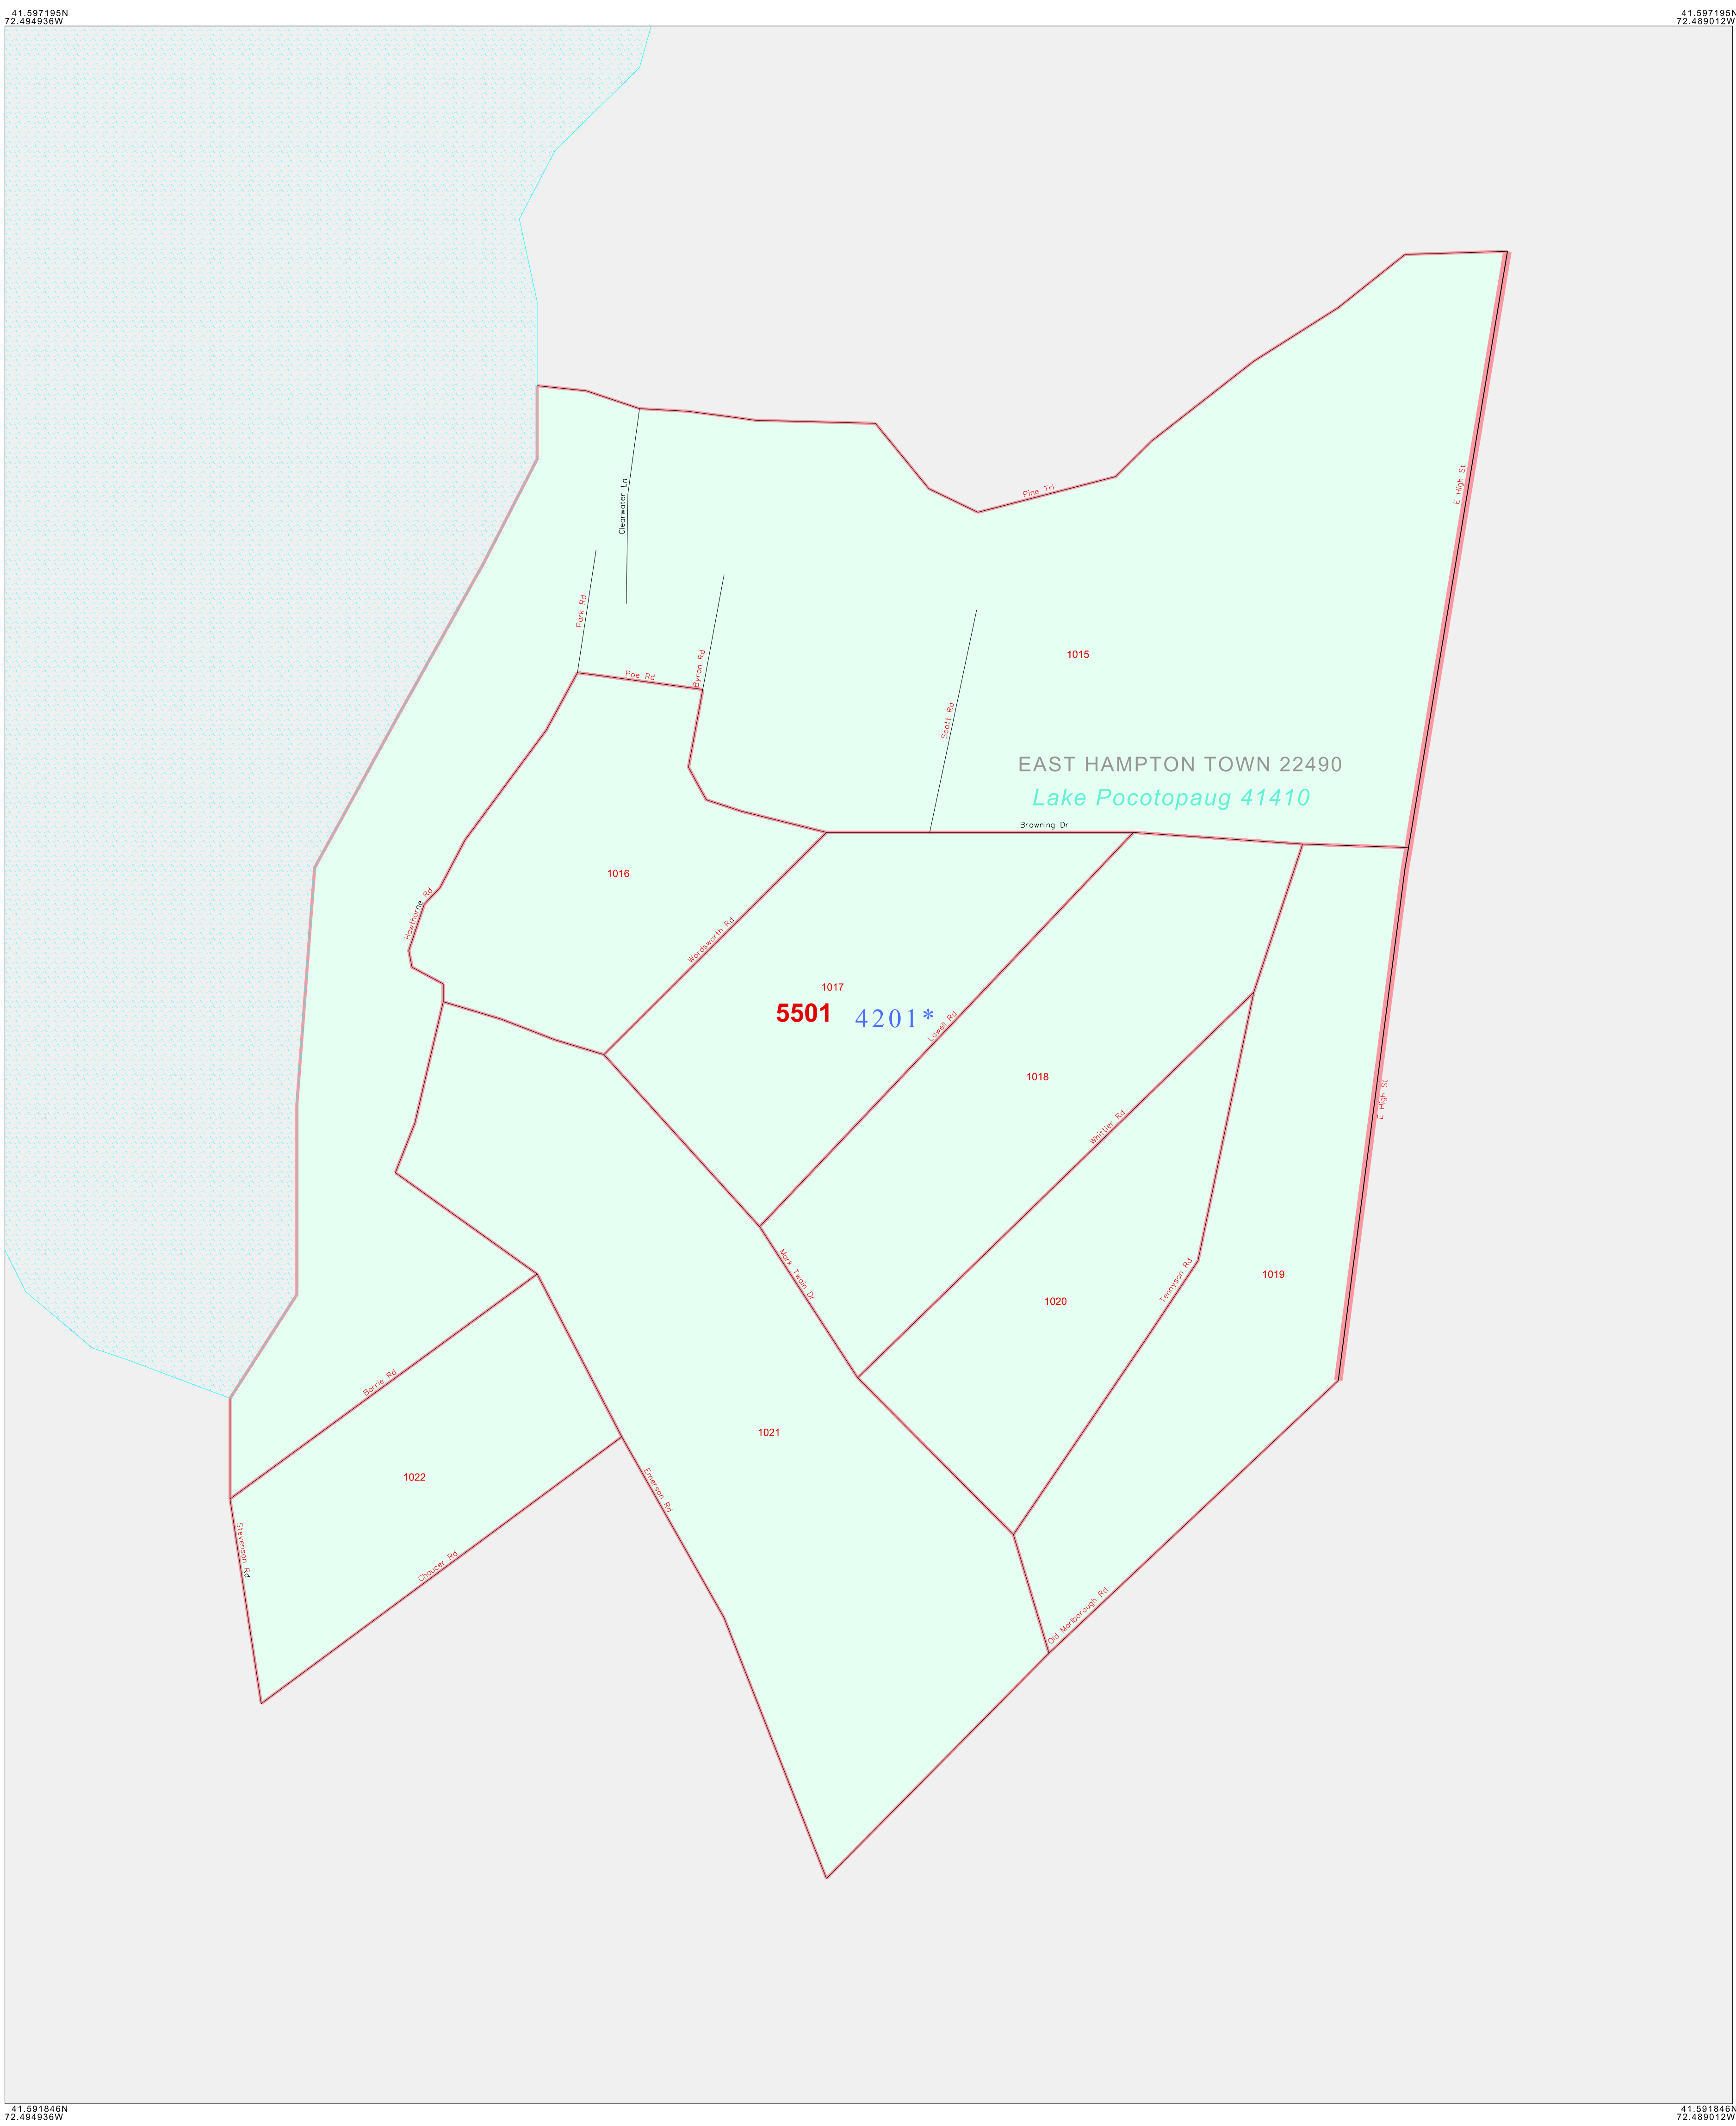 41.597195N
72.494936W
41.597195N
72.489012W
Pine Trl
E High St
Clearwater Ln
Park Rd
Byron Rd
Poe Rd
1015
Scott Rd
EAST HAMPTON TOWN 22490
Lake Pocotopaug 41410
Browning Dr
1016
Hawthorne Rd
Wordsworth Rd
1017
5501
4201*
Lowell Rd
1018
E High St
Whittier Rd
Mark Twain Dr
Tennyson Rd
1019
1020
Barrie Rd
1021
1022
Emerson Rd
Stevenson Rd
Chaucer Rd
Old Marlborough Rd
41.591846N
72.494936W
41.591846N
72.489012W